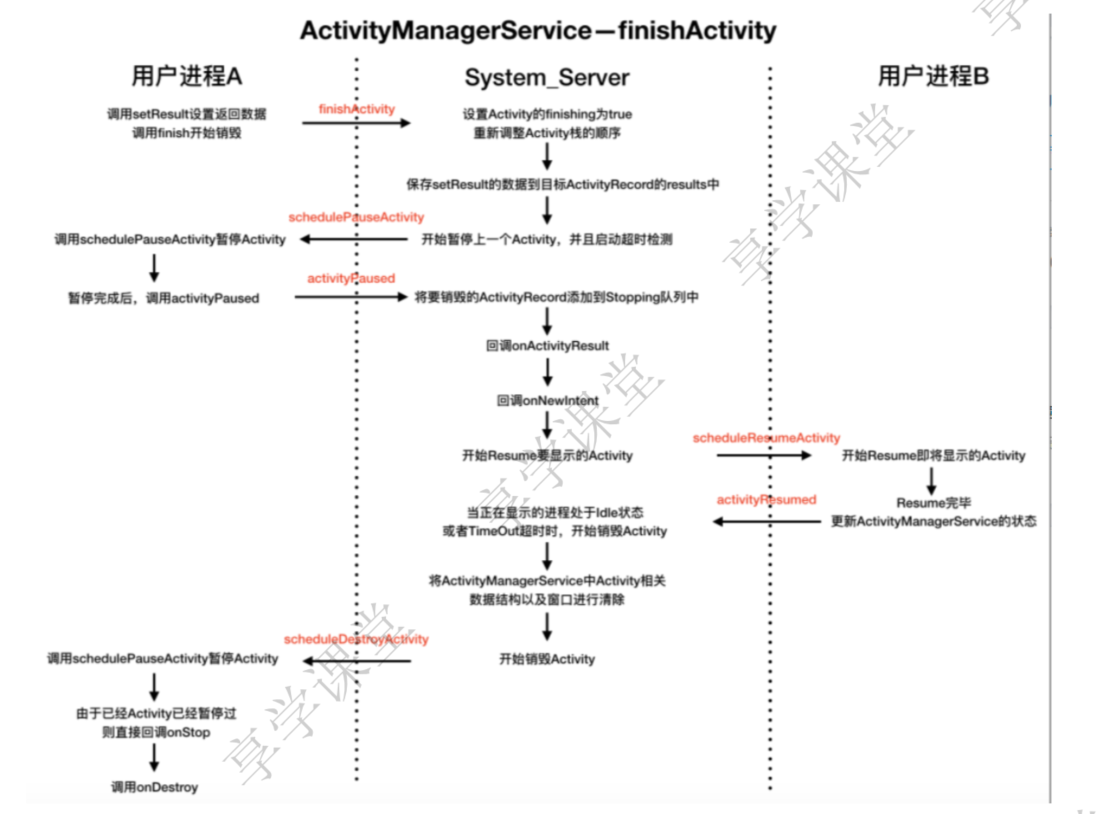 ActivityManagerService—finishActivity
用户进程A
System_Server
用户进程B
调用setResult设置返回数据
调用finish开始销毁
finishActivity
设置Activity的finishing为true
重新调整Activity栈的顺序
保存setResult的数据到目标ActivityRecord的results中
schedulePauseActivity
调用schedulePauseActivity暂停Activity
开始暂停上一个Activity，并且启动超时检测
activityPaused
暂停完成后，调用activityPaused
将要销毁的ActivityRecord添加到Stopping队列中
回调onActivityResult
回调onNewIntent
scheduleResumeActivity
开始Resume要显示的Activity
开始Resume即将显示的Activity
activityResumed
Resume完毕
更新ActivityManagerService的状态
当正在显示的进程处于Idle状态
或者TimeOut超时时，开始销毁Activity
将ActivityManagerService中Activity相关
数据结构以及窗口进行清除
scheduleDestroyActivity
调用schedulePauseActivity暂停Activity
开始销毁Activity
由于已经Activity已经暂停过
则直接回调onStop
调用onDestroy
享学课堂
享学课堂
享学课堂